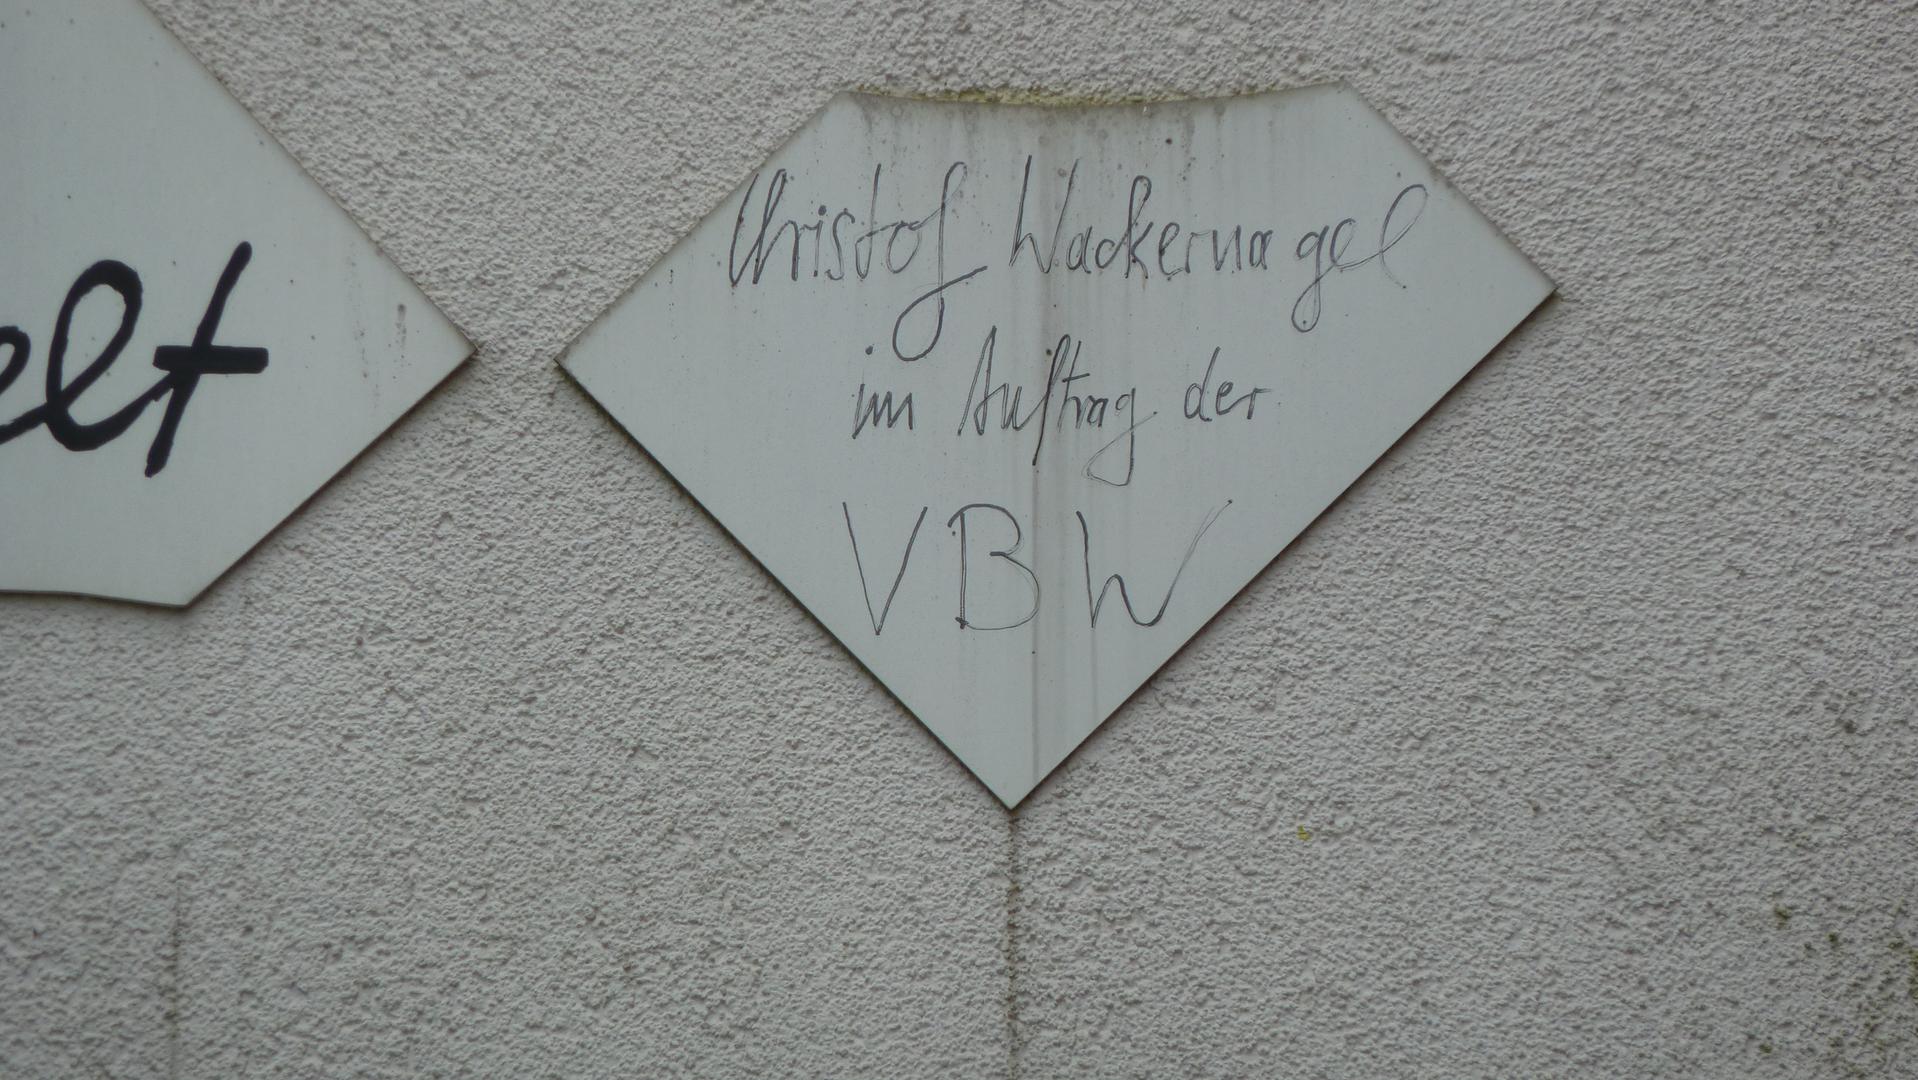 elt
Christof Wackernagel
im Auftrag der
VBW